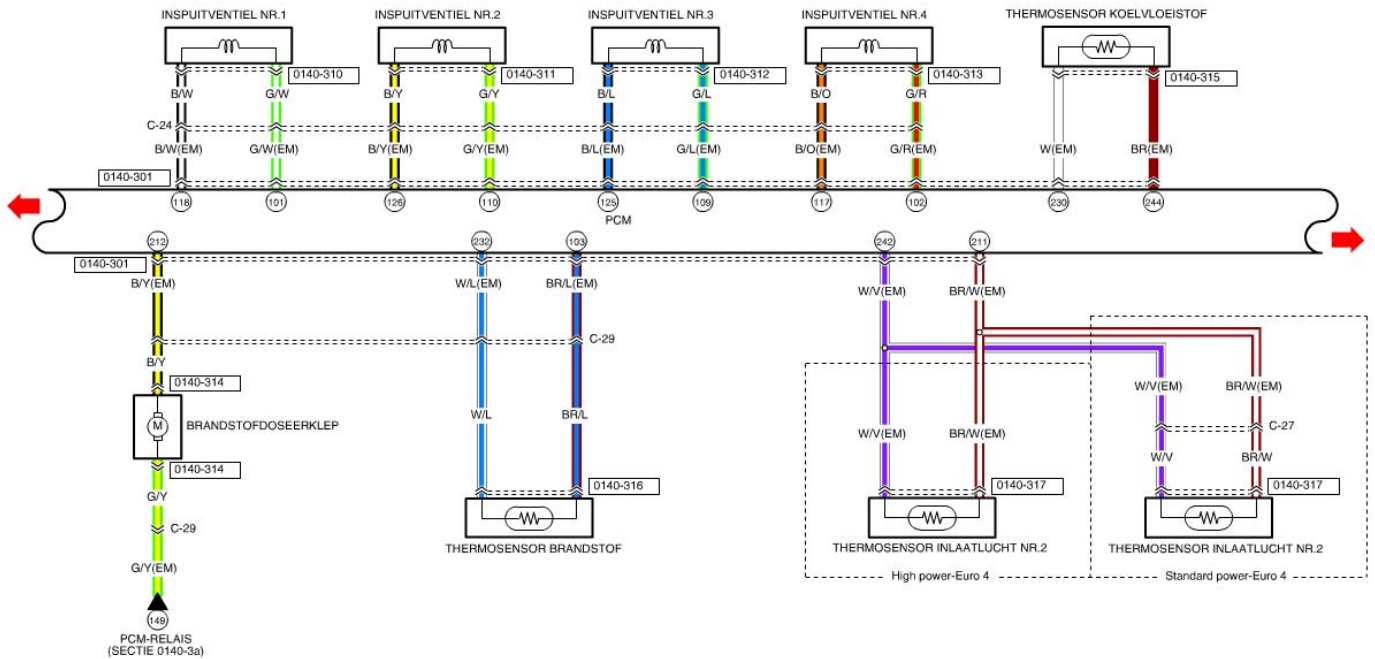 INSPUITVENTIEL NR.1
INSPUITVENTIEL NR.2
INSPUITVENTIEL NR.3
INSPUITVENTIEL NR.4
THERMOSENSOR KOELVLOEISTOF
0140-310
0140-311
0140-312
0140-313
0140-315
B/W
G/W
B/Y
G/Y
B/L
G/L
B/O
G/R
C-24
B/W(EM)
G/W(EM)
B/Y(EM)
G/Y(EM)
B/L(EM)
G/L(EM)
B/O(EM)
G/R(EM)
W(EM)
BR(EM)
0140-301
118
101
126
110
125
109
117
102
230
244
PCM
212
232
103
242
211
0140-301
B/Y(EM)
W/L(EM)
BR/L(EM)
W/V(EM)
BR/W(EM)
C-29
B/Y
0140-314
W/V(EM)
BR/W(EM)
BRANDSTOFDOSEERKLEP
M
W/L
BR/L
W/V(EM)
BR/W(EM)
C-27
0140-314
W/V
BR/W
G/Y
0140-316
0140-317
0140-317
C-29
THERMOSENSOR BRANDSTOF
THERMOSENSOR INLAATLUCHT NR.2
THERMOSENSOR INLAATLUCHT NR.2
G/Y(EM)
High power-Euro 4
Standard power-Euro 4
149
PCM-RELAIS
(SECTIE 0140-3a)